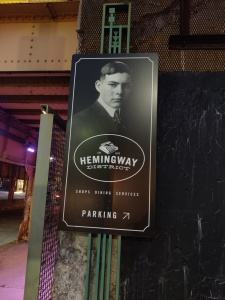 HEMINGWAY
DISTRICT
SHOPS DINING SERVICES
PARKING ↗